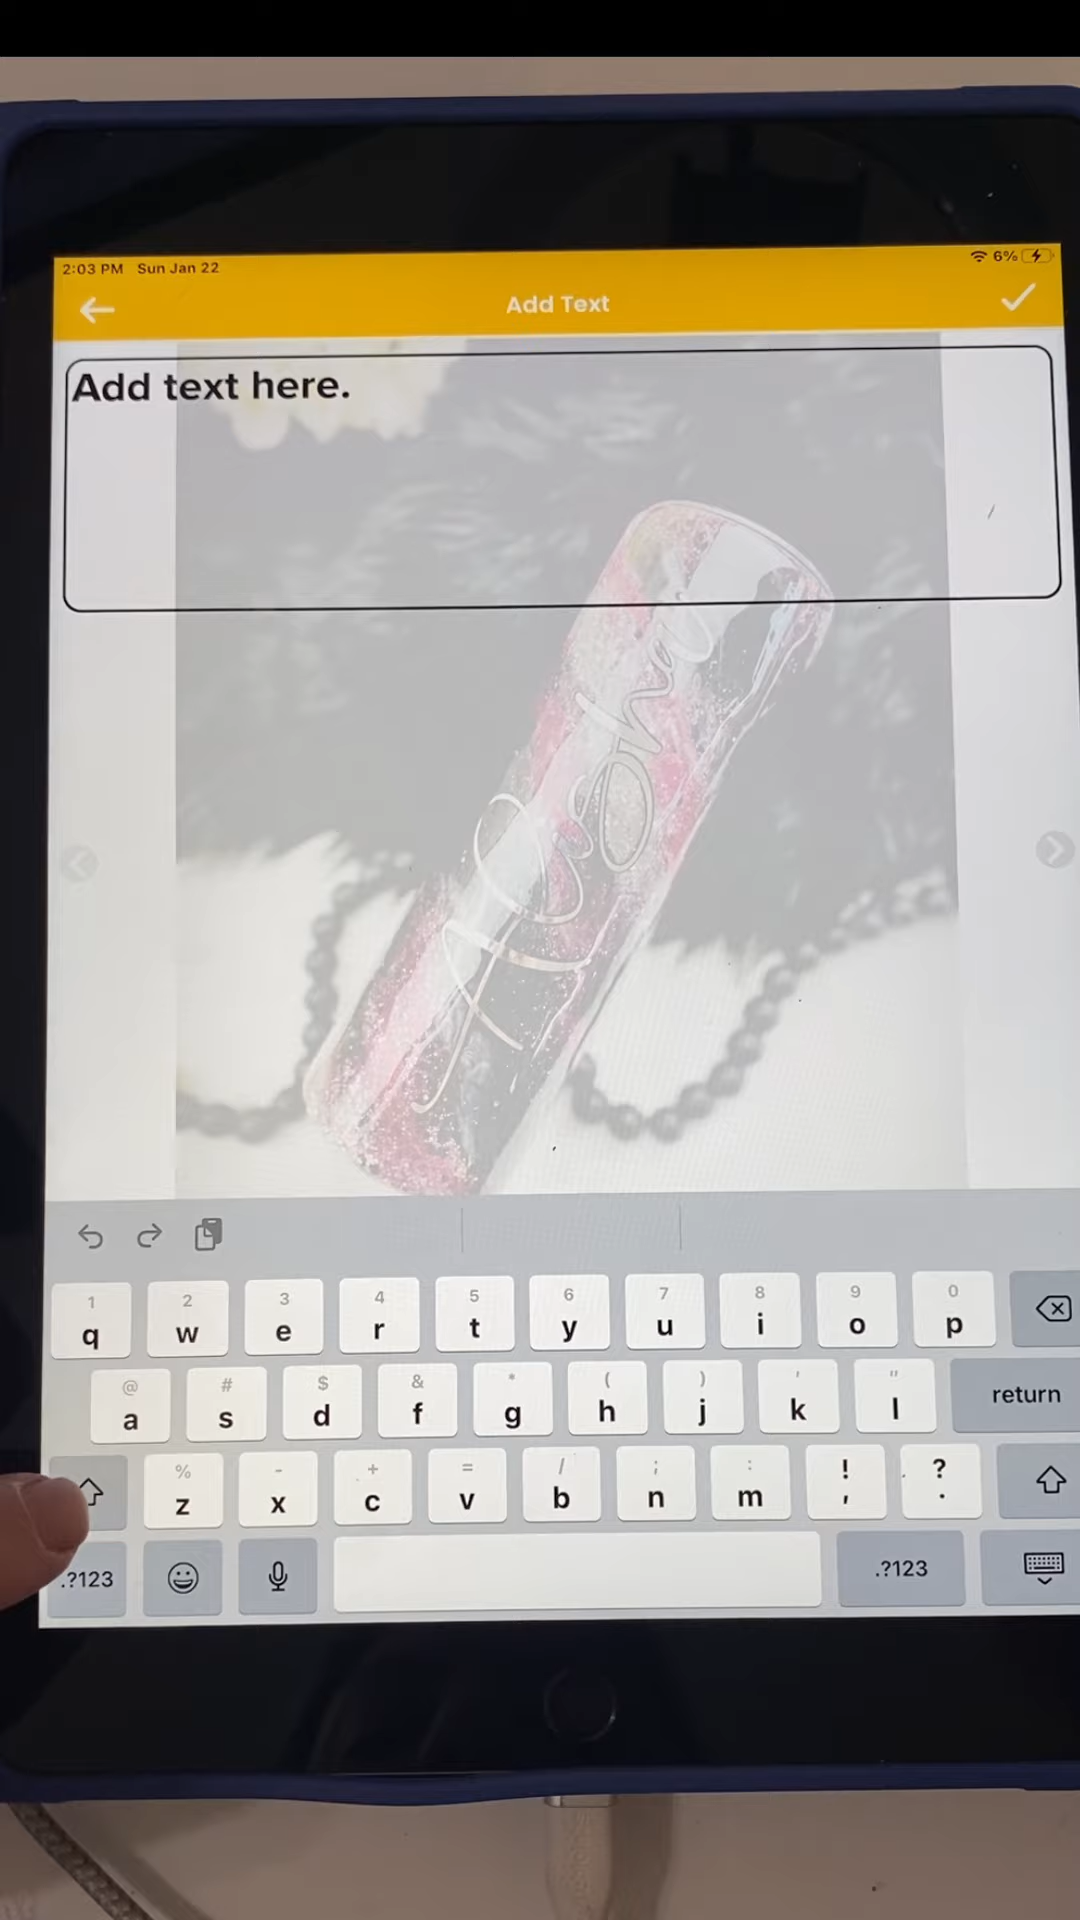 2:03 PM Sun Jan 22
6%
Add Text
Add text here.
1 2 3 4 5 6 7 8 9 0
q w e r t y u i o p
@ # $ & * ( ) ' "
a s d f g h j k l return
% - + = / ; : ! ?
z x c v b n m , .
.?123 .?123